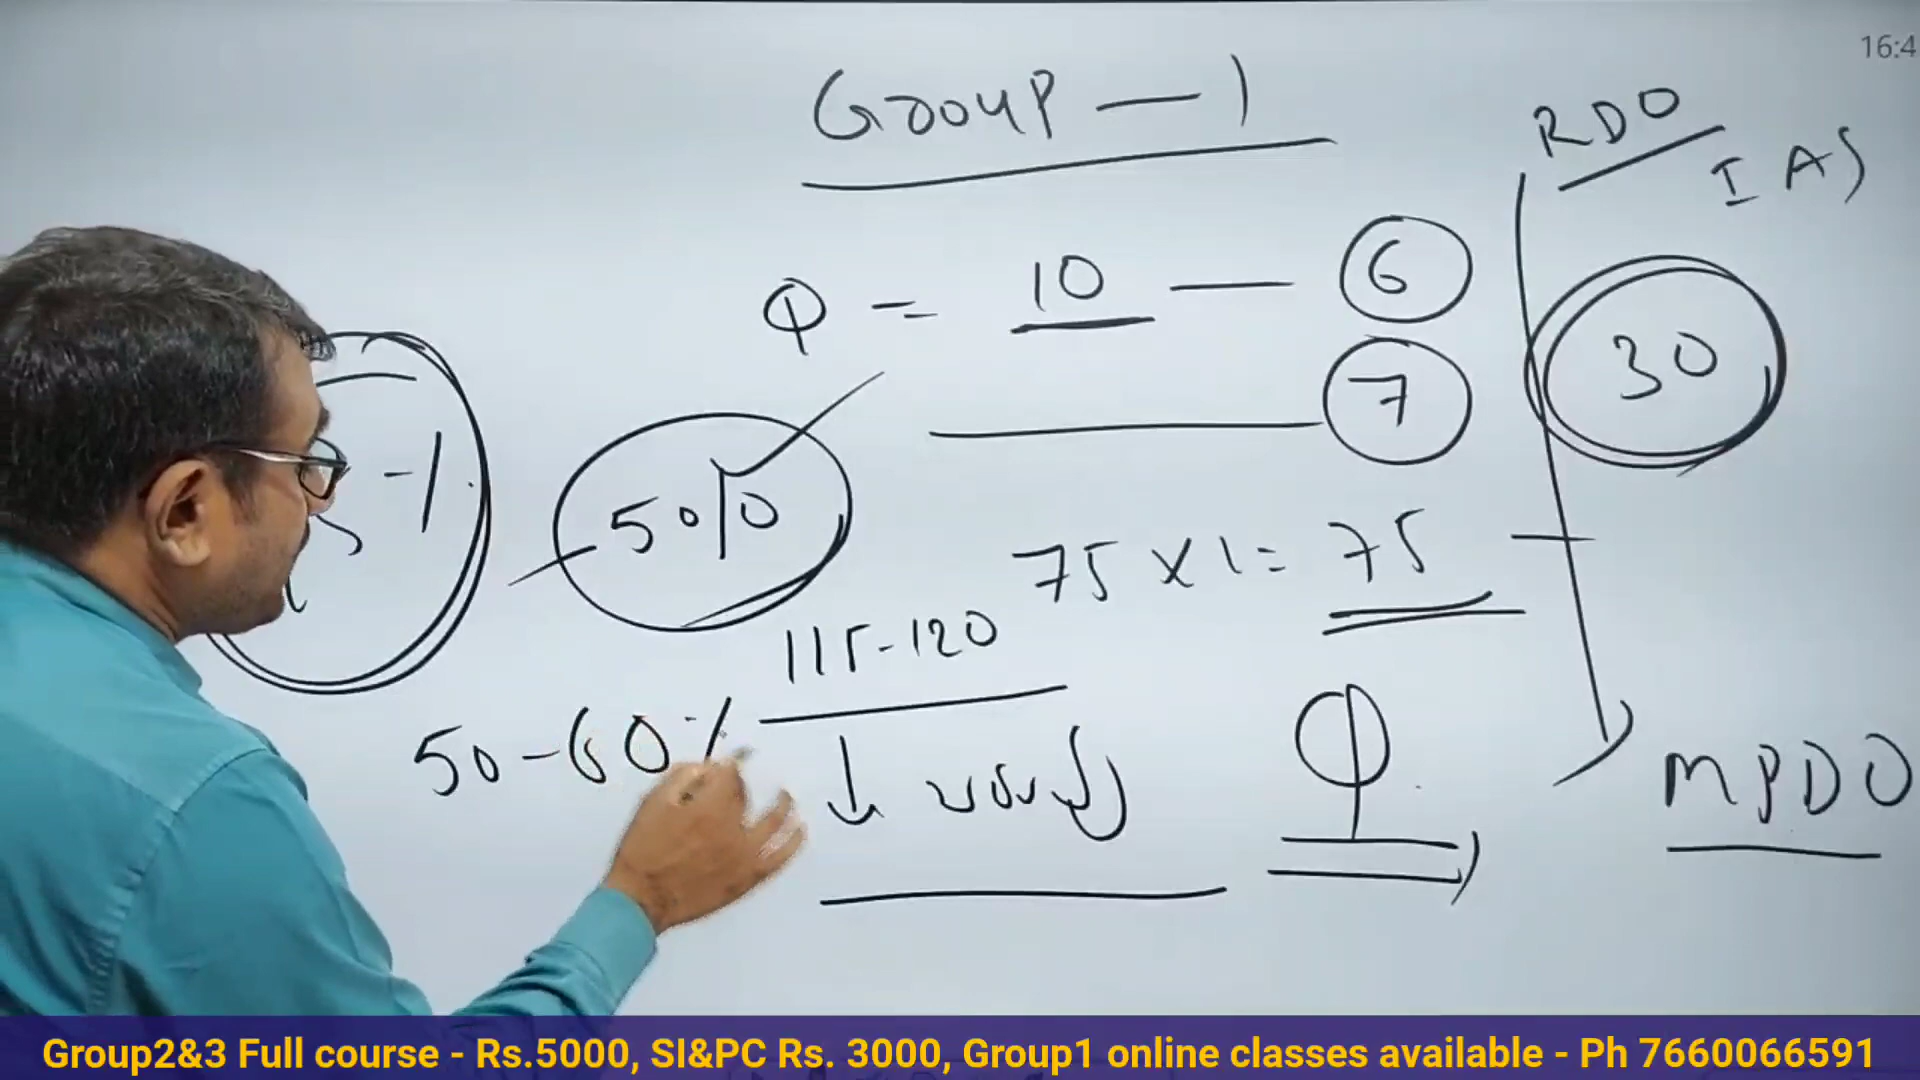 16:4
Group - 1
RDO
IAS
Q = 10 — 6
7
30
- 1.
50%
75 x 1 = 75
115-120
50-60%
MPDO
Group2&3 Full course - Rs.5000, SI&PC Rs. 3000, Group1 online classes available - Ph 7660066591